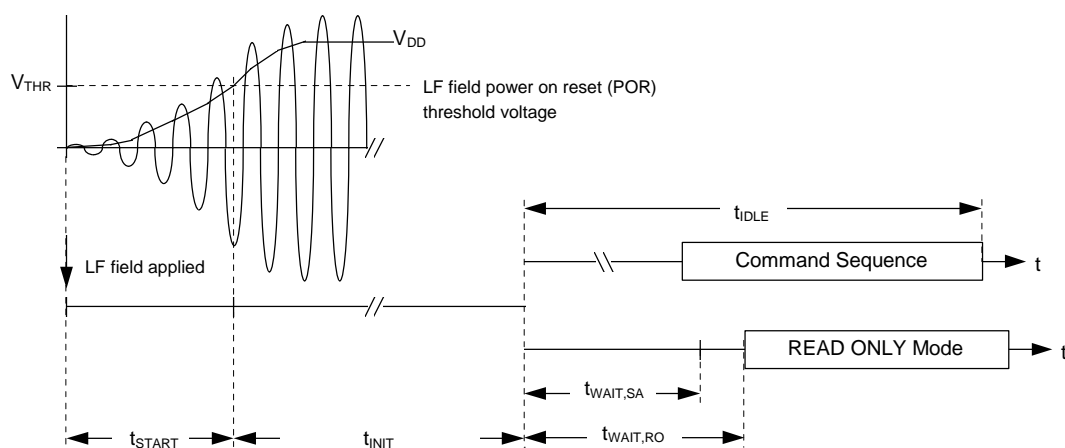 VDD
VTHR
LF field power on reset (POR)
threshold voltage
tIDLE
LF field applied
Command Sequence
t
READ ONLY Mode
t
tWAIT,SA
tSTART
tINIT
tWAIT,RO